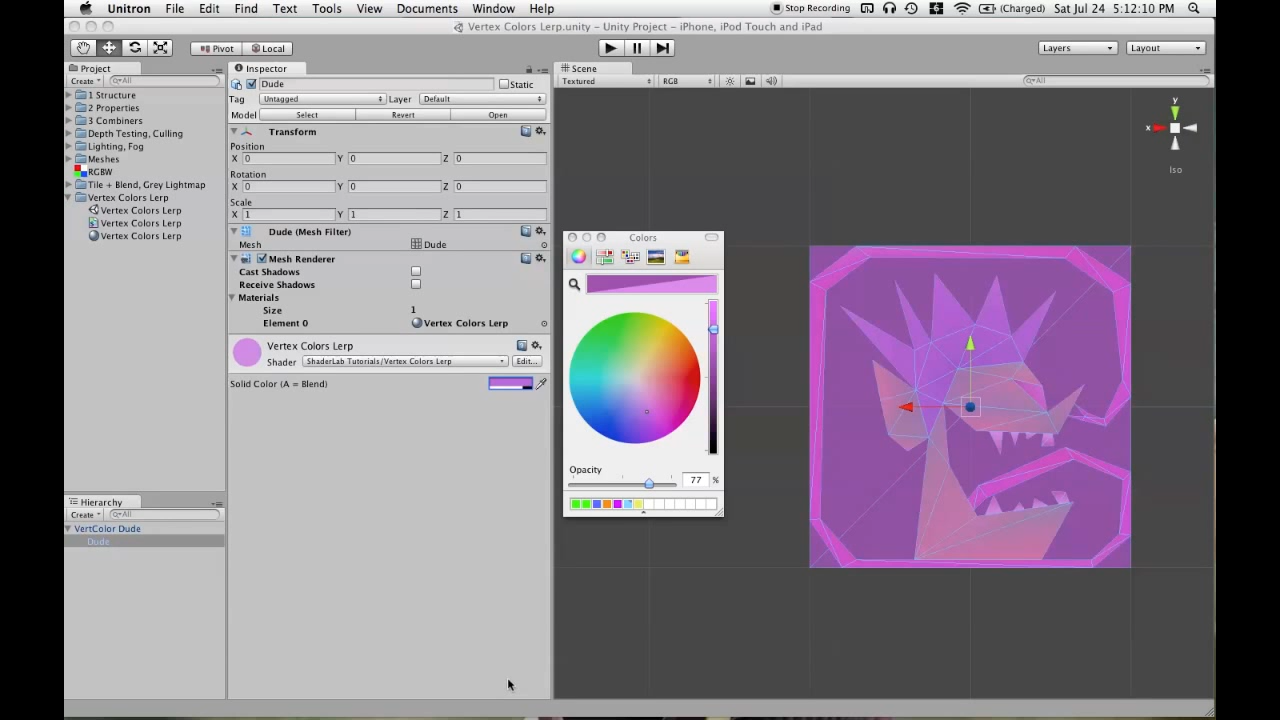 Unitron File Edit Find Text Tools View Documents Window Help
Stop Recording (Charged) Sat Jul 24 5:12:10 PM
Vertex Colors Lerp.unity – Unity Project – iPhone, iPod Touch and iPad
Pivot Local
Layers Layout
Project
Create All
1 Structure
2 Properties
3 Combiners
Depth Testing, Culling
Lighting, Fog
Meshes
RGBW
Tile + Blend, Grey Lightmap
Vertex Colors Lerp
Vertex Colors Lerp
Vertex Colors Lerp
Vertex Colors Lerp
Hierarchy
Create All
VertColor Dude
Dude
Inspector
Dude Static
Tag Untagged Layer Default
Model Select Revert Open
Transform
Position
X 0 Y 0 Z 0
Rotation
X 0 Y 0 Z 0
Scale
X 1 Y 1 Z 1
Dude (Mesh Filter)
Mesh Dude
Mesh Renderer
Cast Shadows
Receive Shadows
Materials
Size 1
Element 0 Vertex Colors Lerp
Vertex Colors Lerp
Shader ShaderLab Tutorials/Vertex Colors Lerp Edit...
Solid Color (A = Blend)
Colors
Opacity
77 %
Scene
Textured RGB All
y
x
Iso